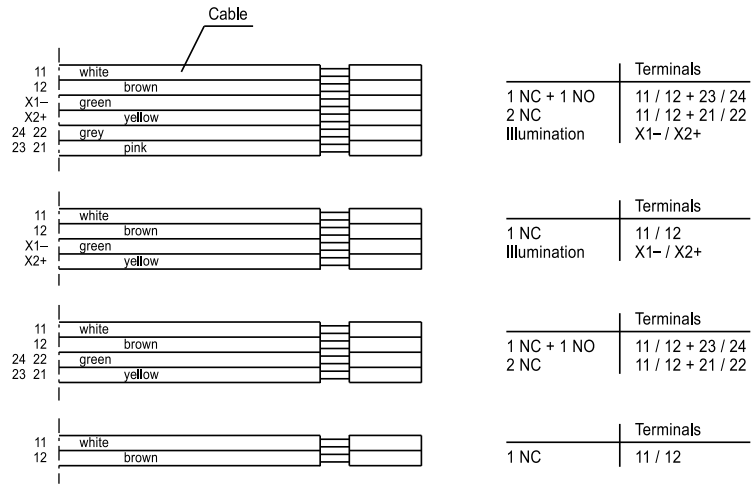 Cable
11 white
12 brown
X1– green
X2+ yellow
24 22 grey
23 21 pink
Terminals
1 NC + 1 NO 11 / 12 + 23 / 24
2 NC 11 / 12 + 21 / 22
Illumination X1– / X2+
11 white
12 brown
X1– green
X2+ yellow
Terminals
1 NC 11 / 12
Illumination X1– / X2+
11 white
12 brown
24 22 green
23 21 yellow
Terminals
1 NC + 1 NO 11 / 12 + 23 / 24
2 NC 11 / 12 + 21 / 22
11 white
12 brown
Terminals
1 NC 11 / 12